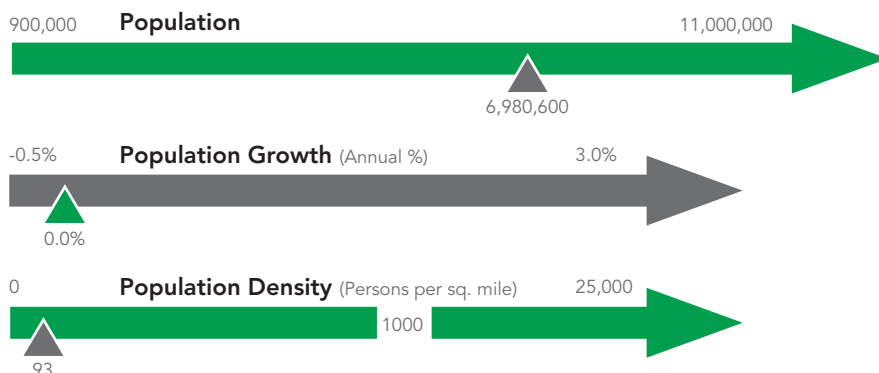 900,000 Population 11,000,000
6,980,600
-0.5% Population Growth (Annual %) 3.0%
0.0%
0 Population Density (Persons per sq. mile) 25,000
1000
93